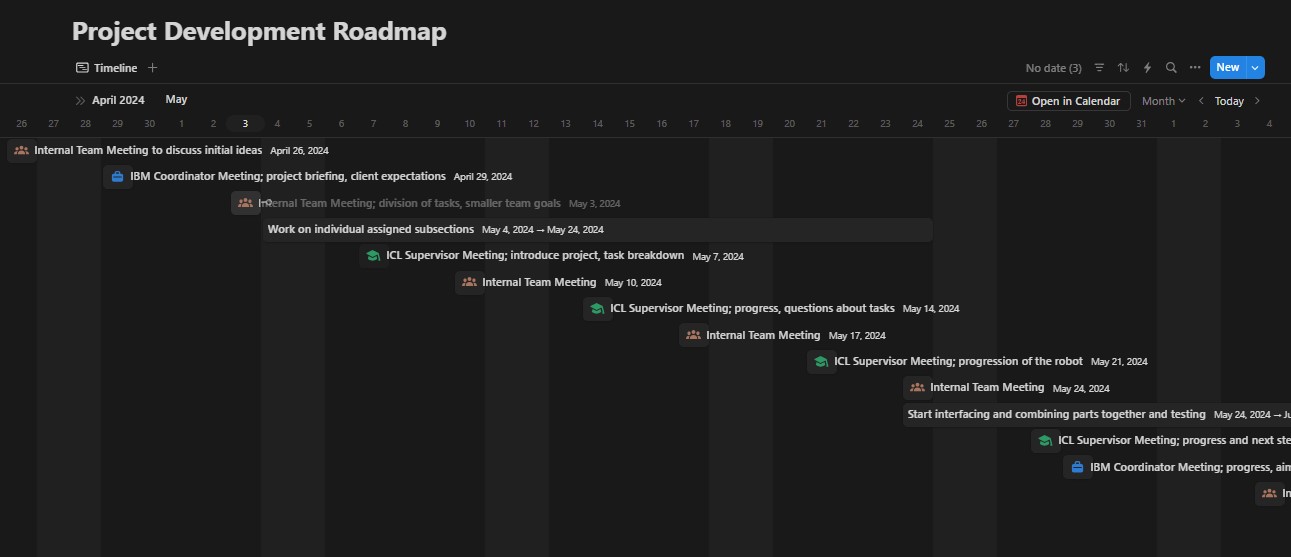 Project Development Roadmap
Timeline No date (3) New
April 2024 May Open in Calendar Month Today
26 27 28 29 30 1 2 3 4 5 6 7 8 9 10 11 12 13 14 15 16 17 18 19 20 21 22 23 24 25 26 27 28 29 30 31 1 2 3 4
Internal Team Meeting to discuss initial ideas April 26, 2024
IBM Coordinator Meeting; project briefing, client expectations April 29, 2024
Internal Team Meeting; division of tasks, smaller team goals May 3, 2024
Work on individual assigned subsections May 4, 2024 → May 24, 2024
ICL Supervisor Meeting; introduce project, task breakdown May 7, 2024
Internal Team Meeting May 10, 2024
ICL Supervisor Meeting; progress, questions about tasks May 14, 2024
Internal Team Meeting May 17, 2024
ICL Supervisor Meeting; progression of the robot May 21, 2024
Internal Team Meeting May 24, 2024
Start interfacing and combining parts together and testing May 24, 2024 → Ju
ICL Supervisor Meeting; progress and next ste
IBM Coordinator Meeting; progress, aim
In